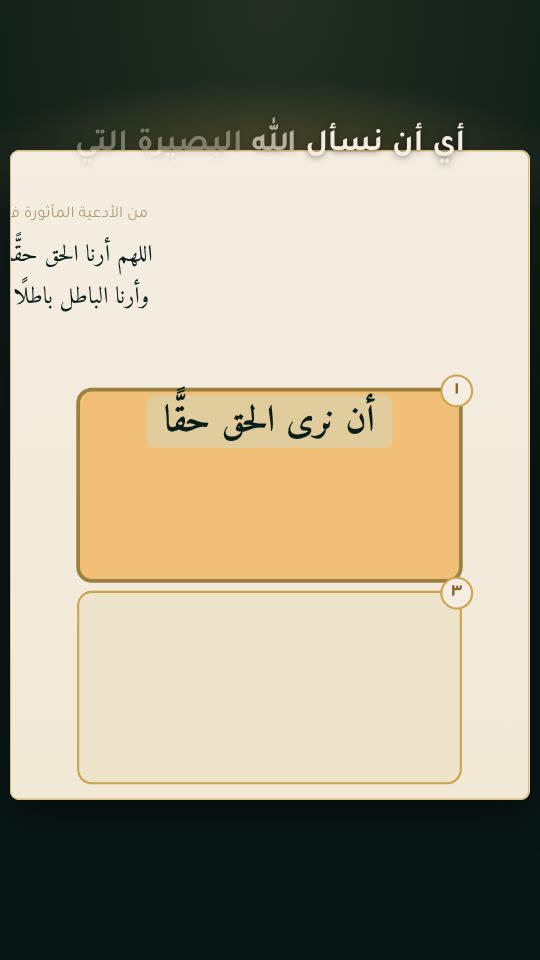 أي أن نسأل الله البصيرة التي
من الأدعية المأثورة
اللهم أرنا الحق حقًّا
وأرنا الباطل باطلًا
١
أن نرى الحق حقًّا
٣